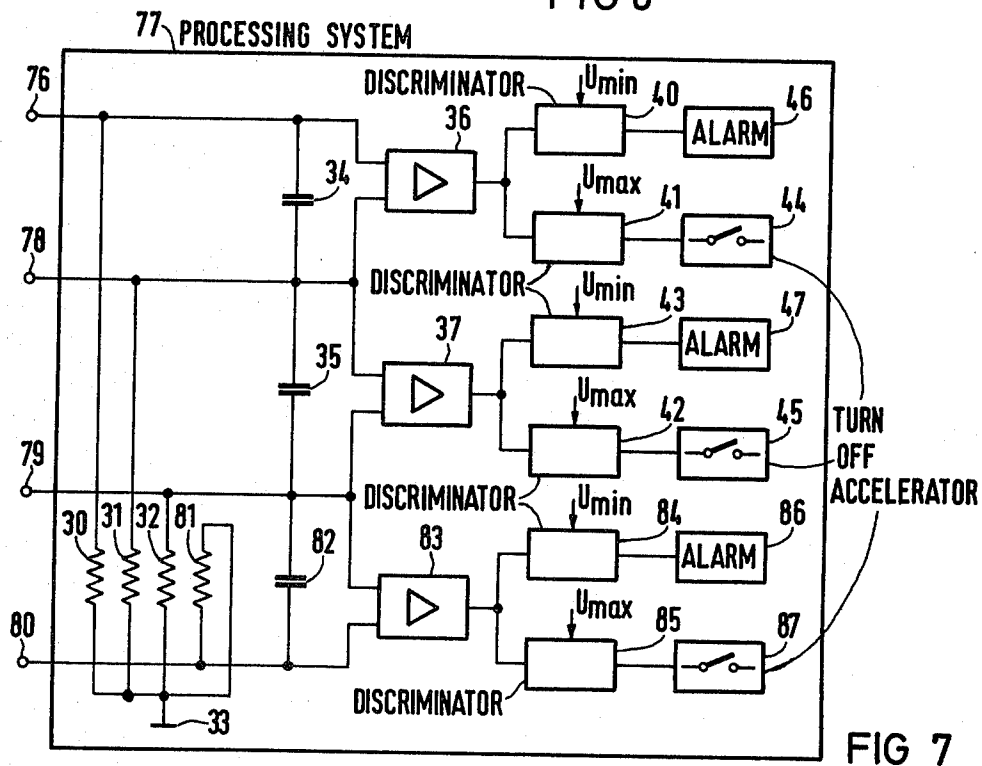 FIG 6
77 PROCESSING SYSTEM
76
DISCRIMINATOR
Umin
40
46
ALARM
36
34
Umax
41
44
78
DISCRIMINATOR
Umin
43
47
ALARM
37
35
Umax
42
45
TURN
OFF
ACCELERATOR
79
DISCRIMINATOR
Umin
84
86
ALARM
30
31
32
81
82
83
Umax
85
87
80
DISCRIMINATOR
33
FIG 7